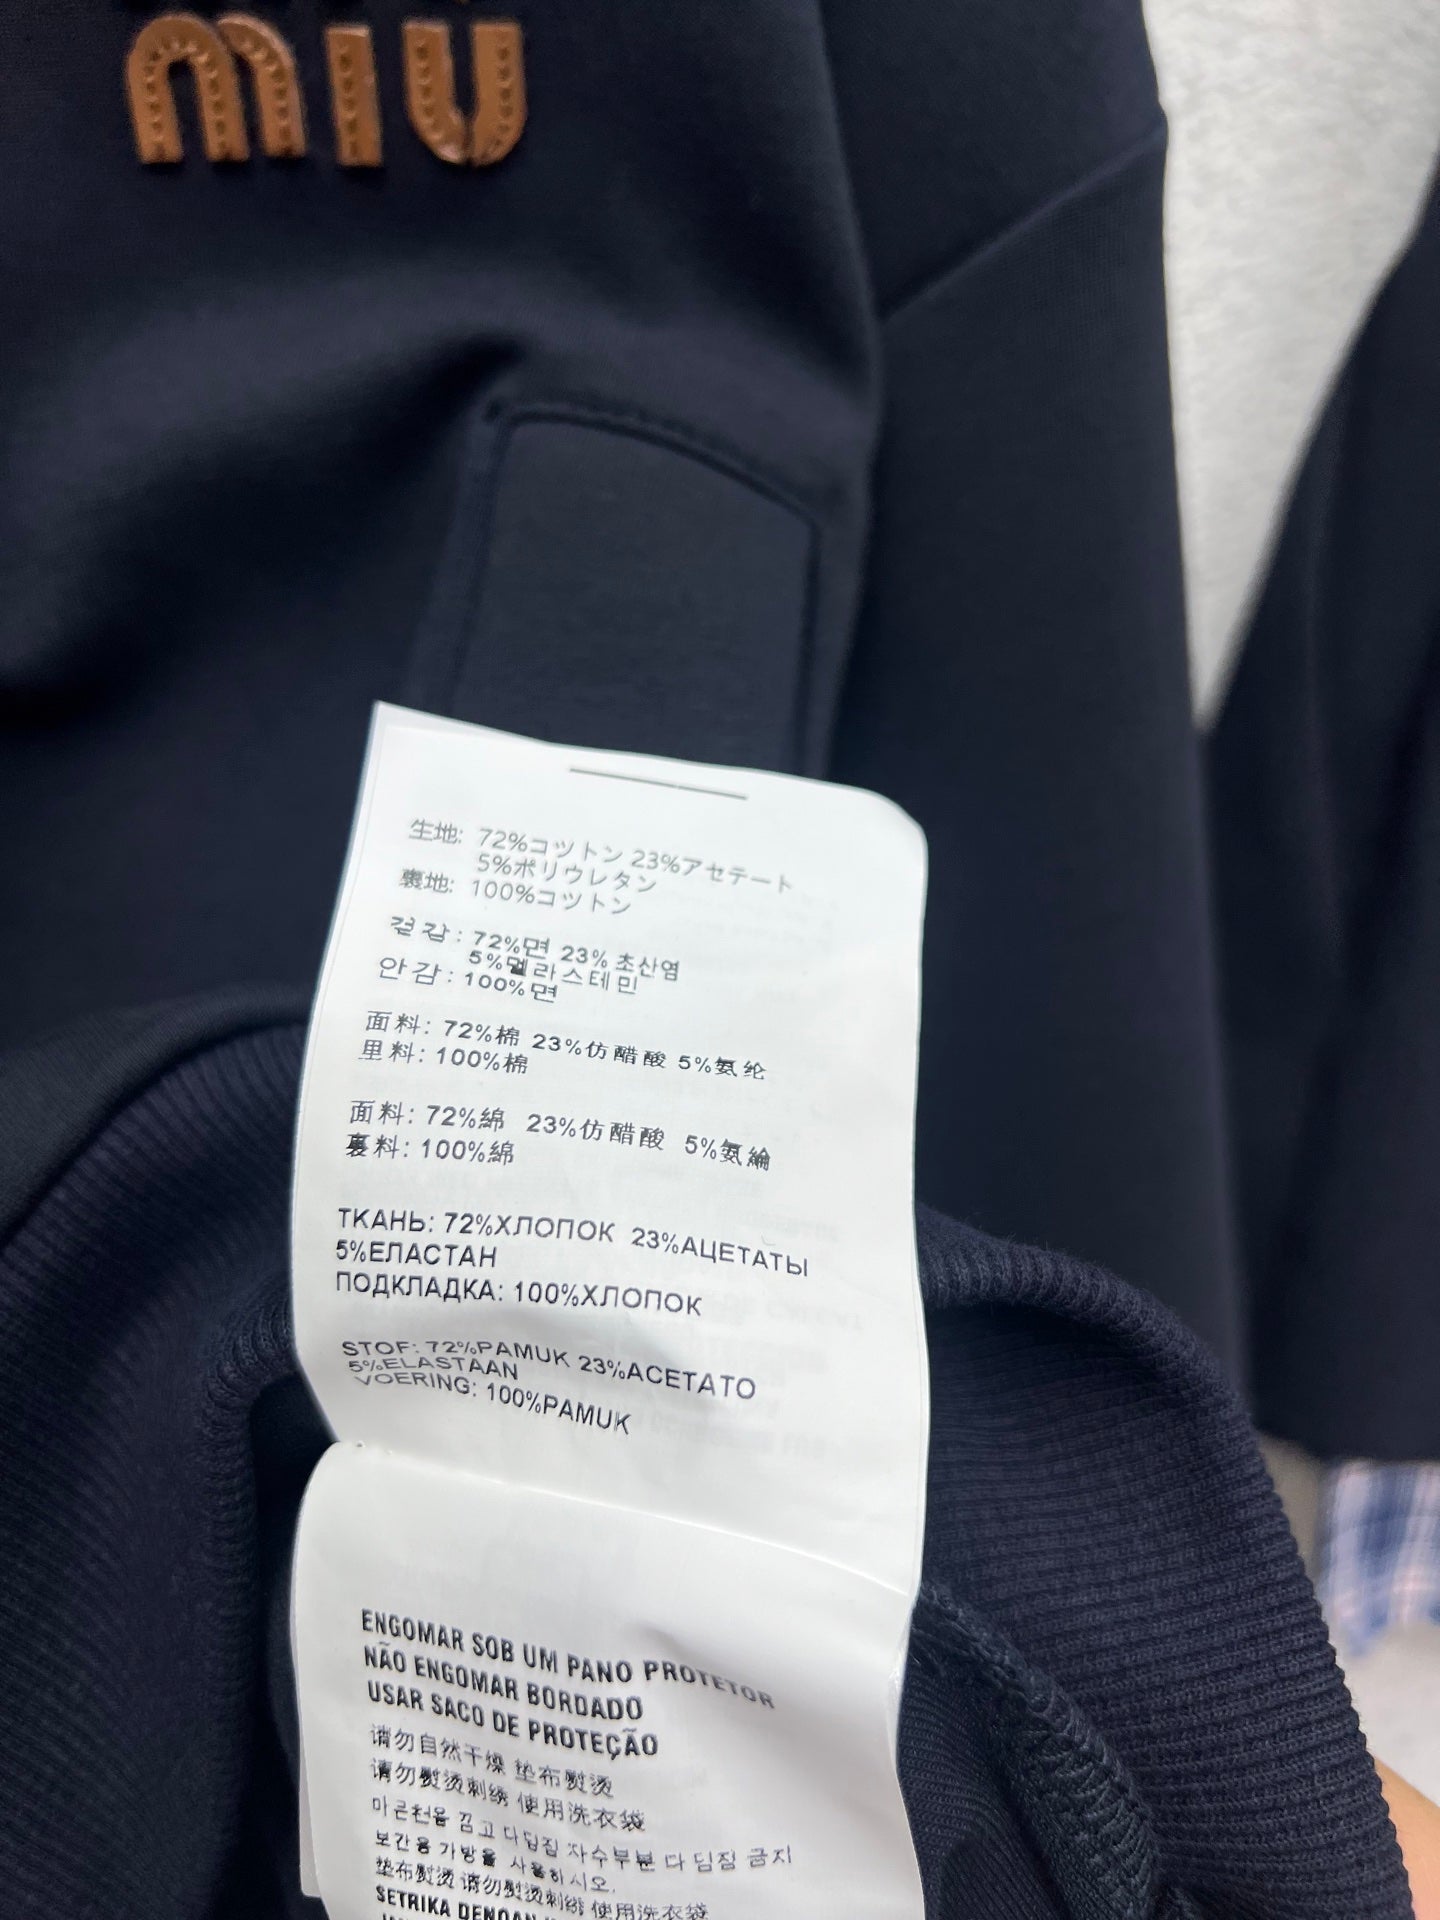 MIU
生地: 72%コットン 23%アセテート
5%ポリウレタン
裏地: 100%コットン
겉감: 72%면 23%초산염
5%멜라스테민
안감: 100%면
面料: 72%棉 23%仿醋酸 5%氨纶
里料: 100%棉
面料: 72%綿 23%仿醋酸 5%氨綸
裏料: 100%綿
ТКАНЬ: 72%ХЛОПОК 23%АЦЕТАТЫ
5%ЕЛАСТАН
ПОДКЛАДКА: 100%ХЛОПОК
STOF: 72%PAMUK 23%ACETATO
5%ELASTAAN
VOERING: 100%PAMUK
ENGOMAR SOB UM PANO PROTETOR
NÃO ENGOMAR BORDADO
USAR SACO DE PROTEÇÃO
请勿自然干燥 垫布熨烫
请勿熨烫刺绣 使用洗衣袋
마른천을 깔고 다림질 자수부분 다림질 금지
보관용 가방을 사용하시오.
垫布熨烫 请勿熨烫刺绣 使用洗衣袋
SETRIKA DENGAN